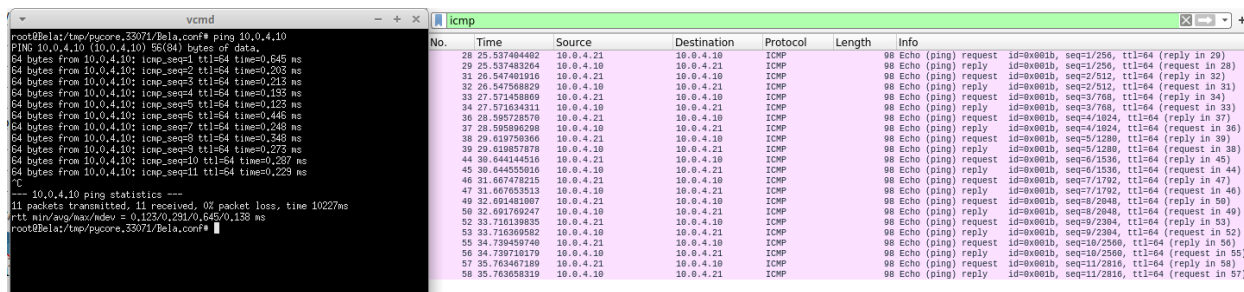 vcmd
root@Bela:/tmp/pycore.33071/Bela.conf# ping 10.0.4.10
PING 10.0.4.10 (10.0.4.10) 56(84) bytes of data.
64 bytes from 10.0.4.10: icmp_seq=1 ttl=64 time=0.645 ms
64 bytes from 10.0.4.10: icmp_seq=2 ttl=64 time=0.203 ms
64 bytes from 10.0.4.10: icmp_seq=3 ttl=64 time=0.213 ms
64 bytes from 10.0.4.10: icmp_seq=4 ttl=64 time=0.193 ms
64 bytes from 10.0.4.10: icmp_seq=5 ttl=64 time=0.123 ms
64 bytes from 10.0.4.10: icmp_seq=6 ttl=64 time=0.446 ms
64 bytes from 10.0.4.10: icmp_seq=7 ttl=64 time=0.248 ms
64 bytes from 10.0.4.10: icmp_seq=8 ttl=64 time=0.348 ms
64 bytes from 10.0.4.10: icmp_seq=9 ttl=64 time=0.273 ms
64 bytes from 10.0.4.10: icmp_seq=10 ttl=64 time=0.287 ms
64 bytes from 10.0.4.10: icmp_seq=11 ttl=64 time=0.229 ms
^C
--- 10.0.4.10 ping statistics ---
11 packets transmitted, 11 received, 0% packet loss, time 10227ms
rtt min/avg/max/mdev = 0.123/0.291/0.645/0.138 ms
root@Bela:/tmp/pycore.33071/Bela.conf#
icmp
No. Time Source Destination Protocol Length Info
28 25.537404402 10.0.4.21 10.0.4.10 ICMP 98 Echo (ping) request id=0x001b, seq=1/256, ttl=64 (reply in 29)
29 25.537483264 10.0.4.10 10.0.4.21 ICMP 98 Echo (ping) reply id=0x001b, seq=1/256, ttl=64 (request in 28)
31 26.547401916 10.0.4.21 10.0.4.10 ICMP 98 Echo (ping) request id=0x001b, seq=2/512, ttl=64 (reply in 32)
32 26.547568829 10.0.4.10 10.0.4.21 ICMP 98 Echo (ping) reply id=0x001b, seq=2/512, ttl=64 (request in 31)
33 27.571458869 10.0.4.21 10.0.4.10 ICMP 98 Echo (ping) request id=0x001b, seq=3/768, ttl=64 (reply in 34)
34 27.571634311 10.0.4.10 10.0.4.21 ICMP 98 Echo (ping) reply id=0x001b, seq=3/768, ttl=64 (request in 33)
36 28.595728570 10.0.4.21 10.0.4.10 ICMP 98 Echo (ping) request id=0x001b, seq=4/1024, ttl=64 (reply in 37)
37 28.595896298 10.0.4.10 10.0.4.21 ICMP 98 Echo (ping) reply id=0x001b, seq=4/1024, ttl=64 (request in 36)
38 29.619750366 10.0.4.21 10.0.4.10 ICMP 98 Echo (ping) request id=0x001b, seq=5/1280, ttl=64 (reply in 39)
39 29.619857878 10.0.4.10 10.0.4.21 ICMP 98 Echo (ping) reply id=0x001b, seq=5/1280, ttl=64 (request in 38)
44 30.644144516 10.0.4.21 10.0.4.10 ICMP 98 Echo (ping) request id=0x001b, seq=6/1536, ttl=64 (reply in 45)
45 30.644555016 10.0.4.10 10.0.4.21 ICMP 98 Echo (ping) reply id=0x001b, seq=6/1536, ttl=64 (request in 44)
46 31.667478215 10.0.4.21 10.0.4.10 ICMP 98 Echo (ping) request id=0x001b, seq=7/1792, ttl=64 (reply in 47)
47 31.667653513 10.0.4.10 10.0.4.21 ICMP 98 Echo (ping) reply id=0x001b, seq=7/1792, ttl=64 (request in 46)
49 32.691481007 10.0.4.21 10.0.4.10 ICMP 98 Echo (ping) request id=0x001b, seq=8/2048, ttl=64 (reply in 50)
50 32.691769247 10.0.4.10 10.0.4.21 ICMP 98 Echo (ping) reply id=0x001b, seq=8/2048, ttl=64 (request in 49)
52 33.716139835 10.0.4.21 10.0.4.10 ICMP 98 Echo (ping) request id=0x001b, seq=9/2304, ttl=64 (reply in 53)
53 33.716369582 10.0.4.10 10.0.4.21 ICMP 98 Echo (ping) reply id=0x001b, seq=9/2304, ttl=64 (request in 52)
55 34.739459740 10.0.4.21 10.0.4.10 ICMP 98 Echo (ping) request id=0x001b, seq=10/2560, ttl=64 (reply in 56)
56 34.739710179 10.0.4.10 10.0.4.21 ICMP 98 Echo (ping) reply id=0x001b, seq=10/2560, ttl=64 (request in 55
57 35.763467189 10.0.4.21 10.0.4.10 ICMP 98 Echo (ping) request id=0x001b, seq=11/2816, ttl=64 (reply in 58)
58 35.763658319 10.0.4.10 10.0.4.21 ICMP 98 Echo (ping) reply id=0x001b, seq=11/2816, ttl=64 (request in 57